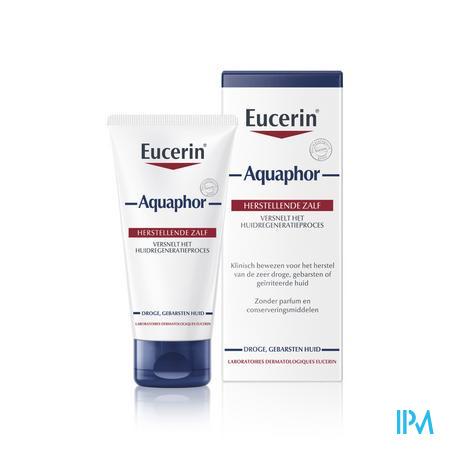 Eucerin®
Aquaphor
HERSTELLENDE ZALF
VERSNELT HET
HUIDREGENERATIEPROCES
DROGE, GEBARSTEN HUID
LABORATOIRES DERMATOLOGIQUES EUCERIN
Eucerin®
Aquaphor
HERSTELLENDE ZALF
VERSNELT HET
HUIDREGENERATIEPROCES
Klinisch bewezen voor het herstel
van de zeer droge, gebarsten of
geïrriteerde huid
Zonder parfum en
conserveringsmiddelen
DROGE, GEBARSTEN HUID
LABORATOIRES DERMATOLOGIQUES EUCERIN
IPM